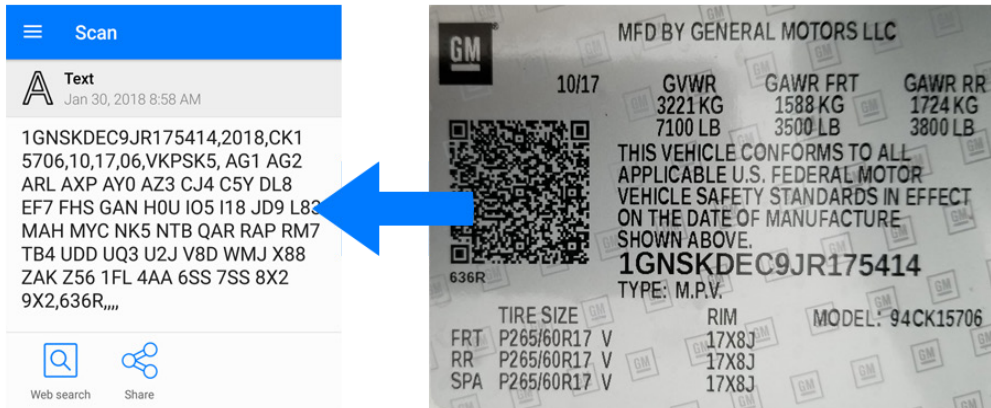 Scan
Text
Jan 30, 2018 8:58 AM
1GNSKDEC9JR175414,2018,CK1
5706,10,17,06,VKPSK5, AG1 AG2
ARL AXP AY0 AZ3 CJ4 C5Y DL8
EF7 FHS GAN H0U IO5 I18 JD9 L83
MAH MYC NK5 NTB QAR RAP RM7
TB4 UDD UQ3 U2J V8D WMJ X88
ZAK Z56 1FL 4AA 6SS 7SS 8X2
9X2,636R,,,,
Web search Share
GM
MFD BY GENERAL MOTORS LLC
10/17 GVWR GAWR FRT GAWR RR
3221 KG 1588 KG 1724 KG
7100 LB 3500 LB 3800 LB
THIS VEHICLE CONFORMS TO ALL
APPLICABLE U.S. FEDERAL MOTOR
VEHICLE SAFETY STANDARDS IN EFFECT
ON THE DATE OF MANUFACTURE
SHOWN ABOVE.
1GNSKDEC9JR175414
636R
TYPE: M.P.V.
TIRE SIZE RIM MODEL: 94CK15706
FRT P265/60R17 V 17X8J
RR P265/60R17 V 17X8J
SPA P265/60R17 V 17X8J